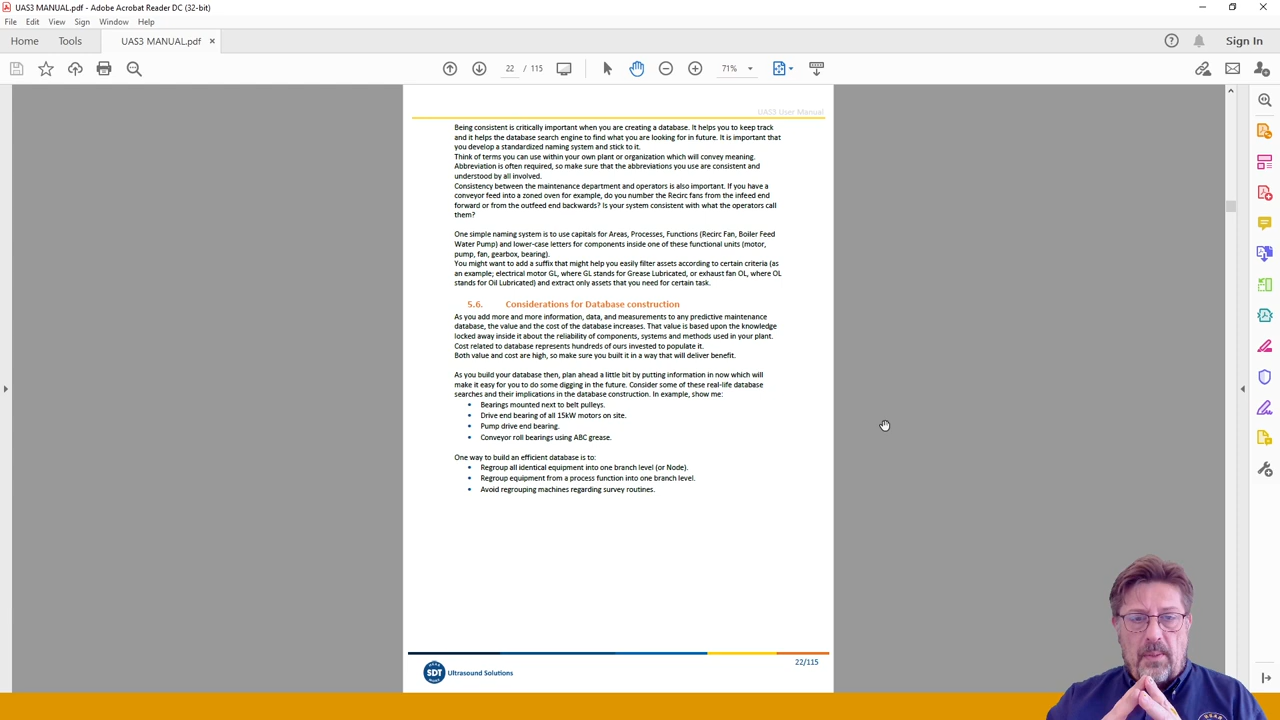 UAS3 MANUAL.pdf - Adobe Acrobat Reader DC (32-bit)
File Edit View Sign Window Help
Home Tools UAS3 MANUAL.pdf × Sign In
22 / 115 71%
UAS3 User Manual
Being consistent is critically important when you are creating a database. It helps you to keep track
and it helps the database search engine to find what you are looking for in future. It is important that
you develop a standardized naming system and stick to it.
Think of terms you can use within your own plant or organization which will convey meaning.
Abbreviation is often required, so make sure that the abbreviations you use are consistent and
understood by all involved.
Consistency between the maintenance department and operators is also important. If you have a
conveyor feed into a zoned oven for example, do you number the Recirc fans from the infeed end
forward or from the outfeed end backwards? Is your system consistent with what the operators call
them?
One simple naming system is to use capitals for Areas, Processes, Functions (Recirc Fan, Boiler Feed
Water Pump) and lower-case letters for components inside one of these functional units (motor,
pump, fan, gearbox, bearing).
You might want to add a suffix that might help you easily filter assets according to certain criteria (as
an example; electrical motor GL, where GL stands for Grease Lubricated, or exhaust fan OL, where OL
stands for Oil Lubricated) and extract only assets that you need for certain task.
5.6. Considerations for Database construction
As you add more and more information, data, and measurements to any predictive maintenance
database, the value and the cost of the database increases. That value is based upon the knowledge
locked away inside it about the reliability of components, systems and methods used in your plant.
Cost related to database represents hundreds of ours invested to populate it.
Both value and cost are high, so make sure you built it in a way that will deliver benefit.
As you build your database then, plan ahead a little bit by putting information in now which will
make it easy for you to do some digging in the future. Consider some of these real-life database
searches and their implications in the database construction. In example, show me:
• Bearings mounted next to belt pulleys.
• Drive end bearing of all 15kW motors on site.
• Pump drive end bearing.
• Conveyor roll bearings using ABC grease.
One way to build an efficient database is to:
• Regroup all identical equipment into one branch level (or Node).
• Regroup equipment from a process function into one branch level.
• Avoid regrouping machines regarding survey routines.
22/115
SDT Ultrasound Solutions